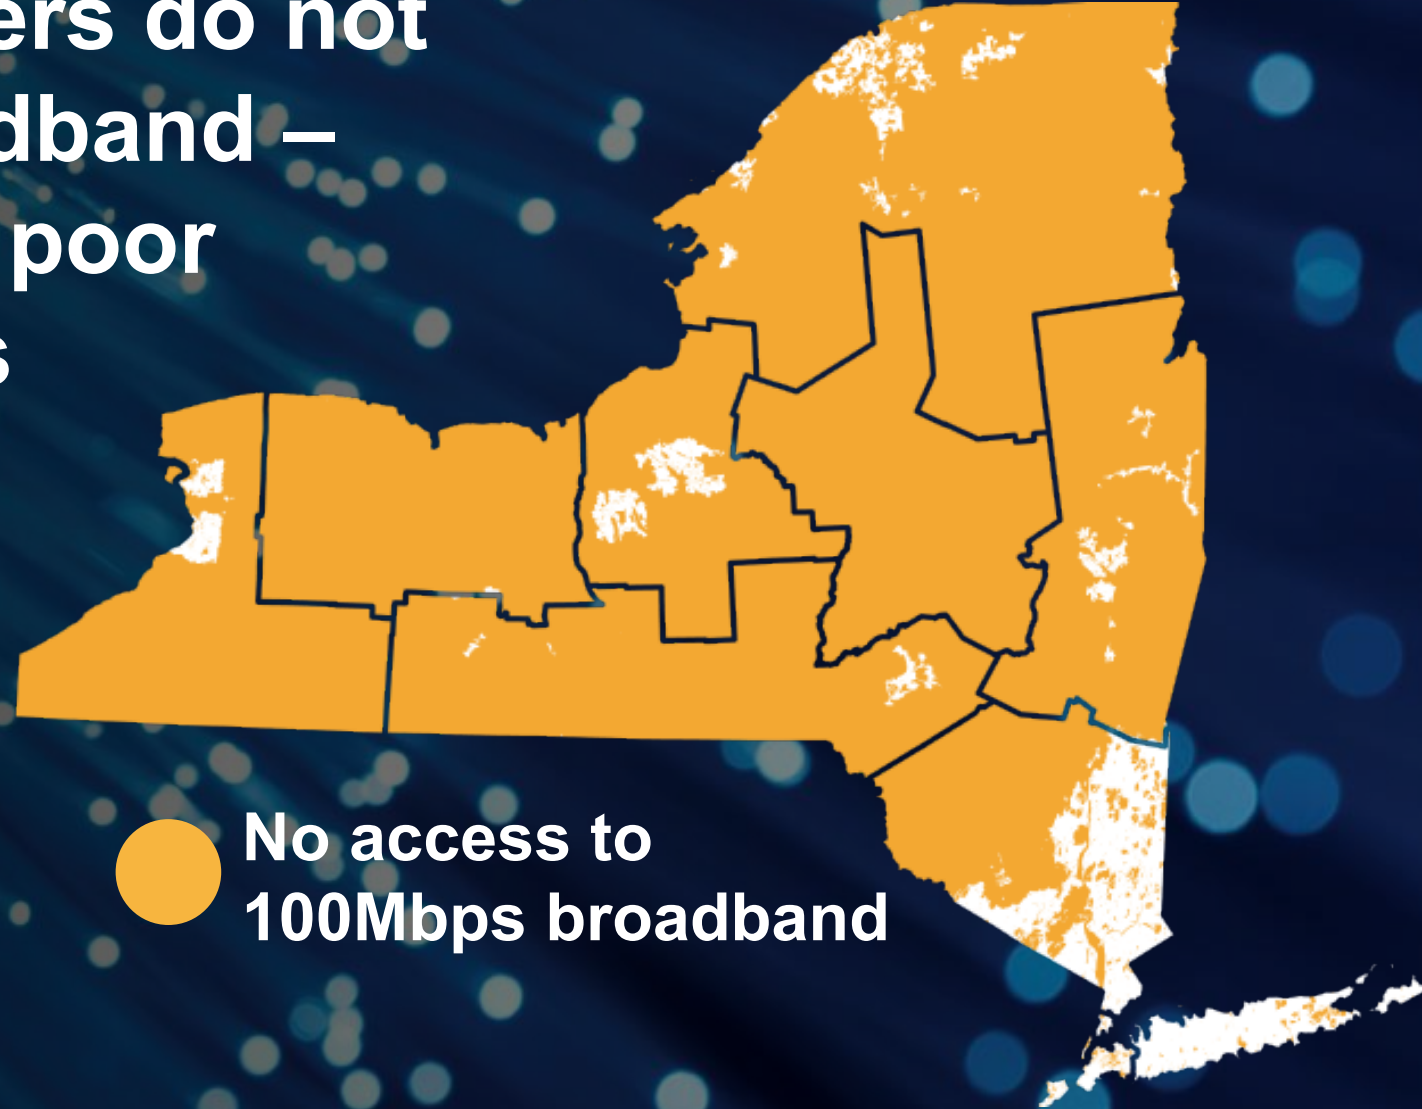 ers do not
dband –
poor
s
No access to
100Mbps broadband